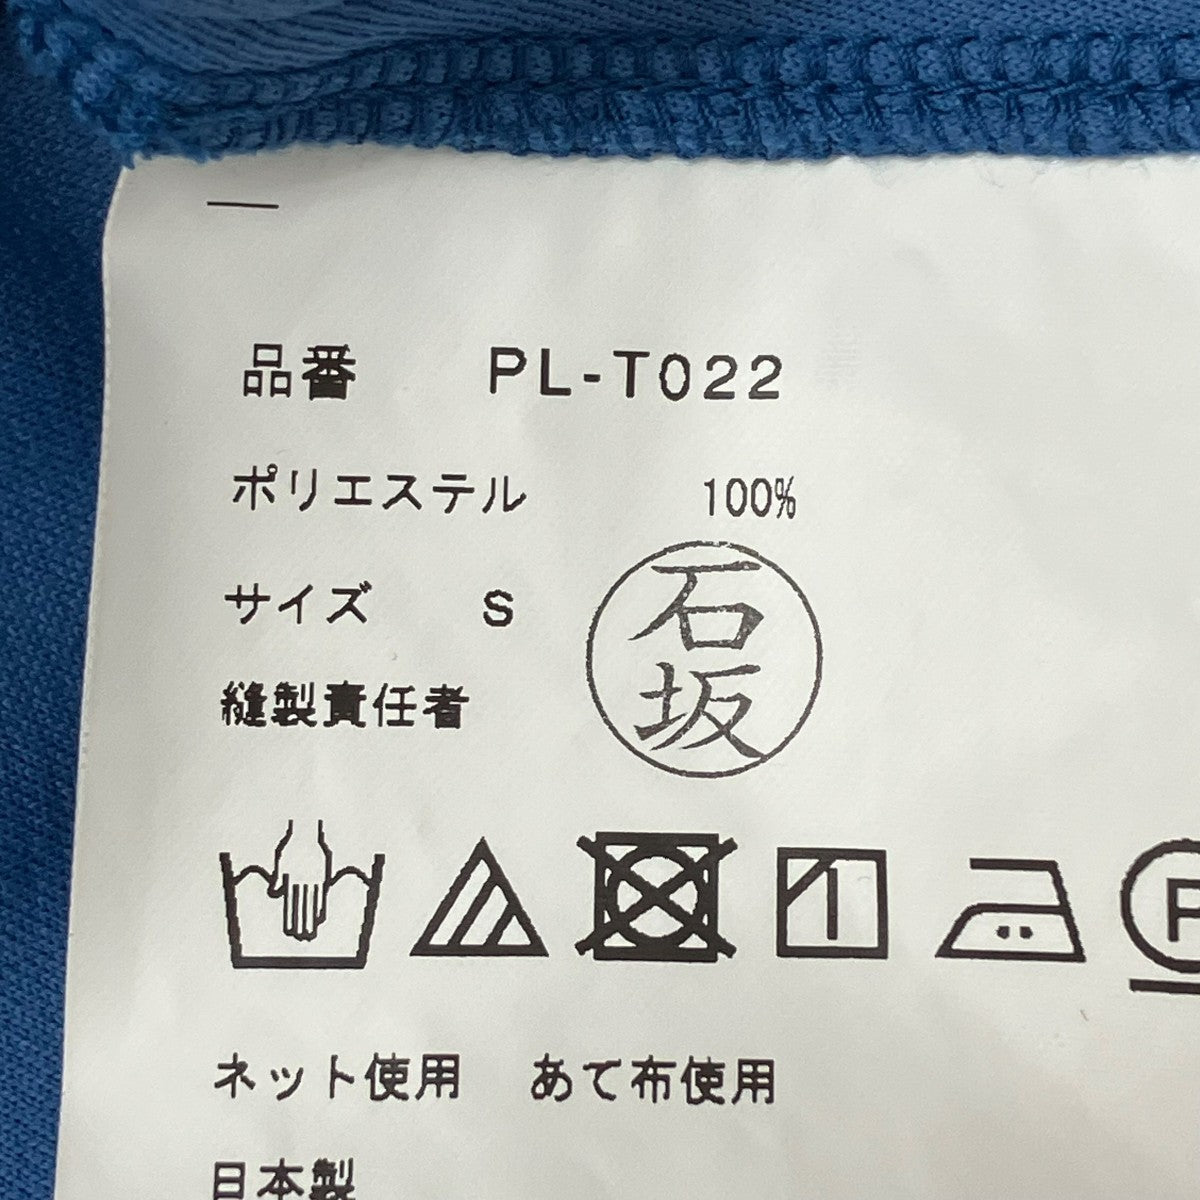 品番 PL-T022
ポリエステル 100%
サイズ S
縫製責任者 石坂
P
ネット使用 あて布使用
日本製